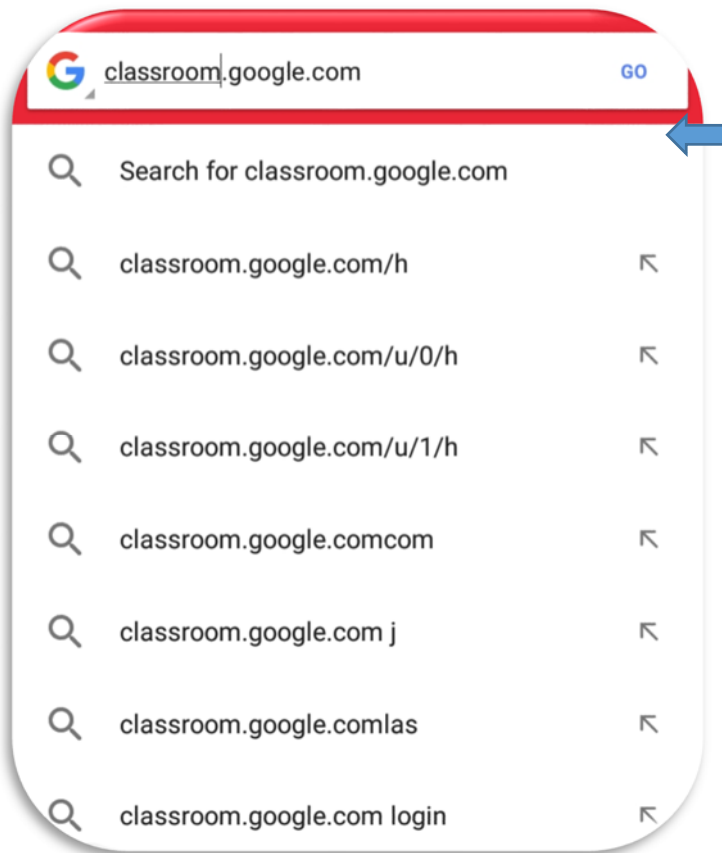 classroom.google.com GO
Search for classroom.google.com
classroom.google.com/h
classroom.google.com/u/0/h
classroom.google.com/u/1/h
classroom.google.comcom
classroom.google.com j
classroom.google.comlas
classroom.google.com login